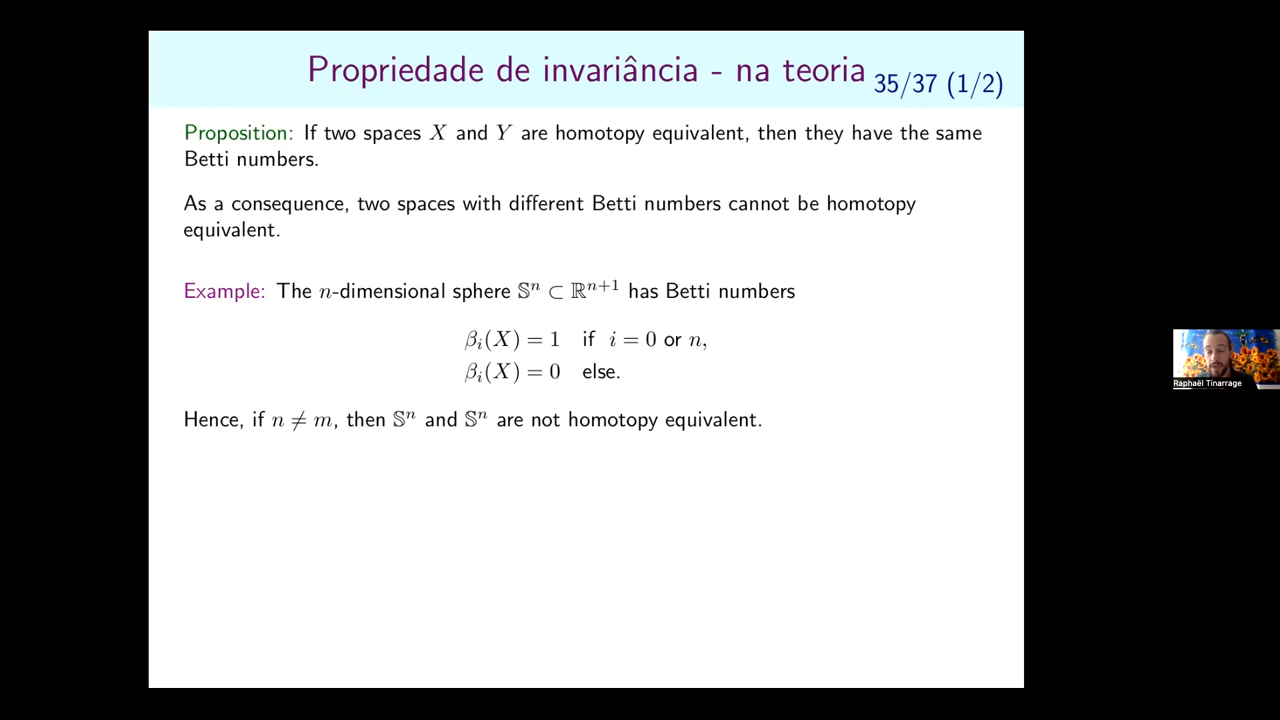 Propriedade de invariância - na teoria 35/37 (1/2)
Proposition: If two spaces X and Y are homotopy equivalent, then they have the same
Betti numbers.
As a consequence, two spaces with different Betti numbers cannot be homotopy
equivalent.
Example: The n-dimensional sphere 𝕊ⁿ ⊂ ℝⁿ⁺¹ has Betti numbers
βᵢ(X) = 1 if i = 0 or n,
βᵢ(X) = 0 else.
Raphaël Tinarrage
Hence, if n ≠ m, then 𝕊ⁿ and 𝕊ⁿ are not homotopy equivalent.